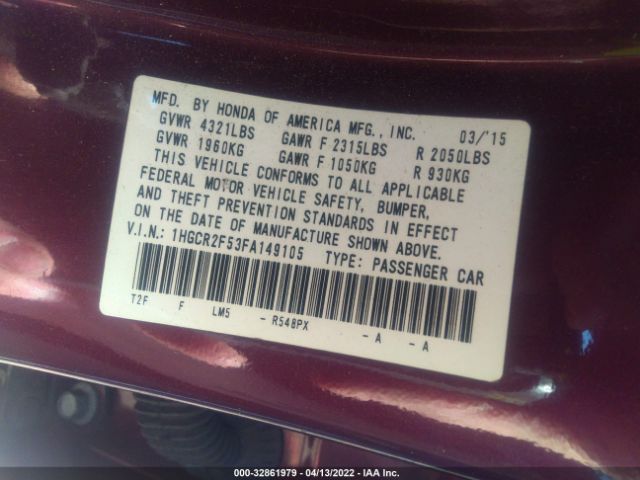 MFD. BY HONDA OF AMERICA MFG., INC. 03/'15
GVWR 4321LBS GAWR F 2315LBS R 2050LBS
GVWR 1960KG GAWR F 1050KG R 930KG
THIS VEHICLE CONFORMS TO ALL APPLICABLE
FEDERAL MOTOR VEHICLE SAFETY, BUMPER,
AND THEFT PREVENTION STANDARDS IN EFFECT
ON THE DATE OF MANUFACTURE SHOWN ABOVE.
V.I.N.: 1HGCR2F53FA149105 TYPE: PASSENGER CAR
T2F F LM5 - R548PX - A - A
000-32861979 - 04/13/2022 - IAA Inc.